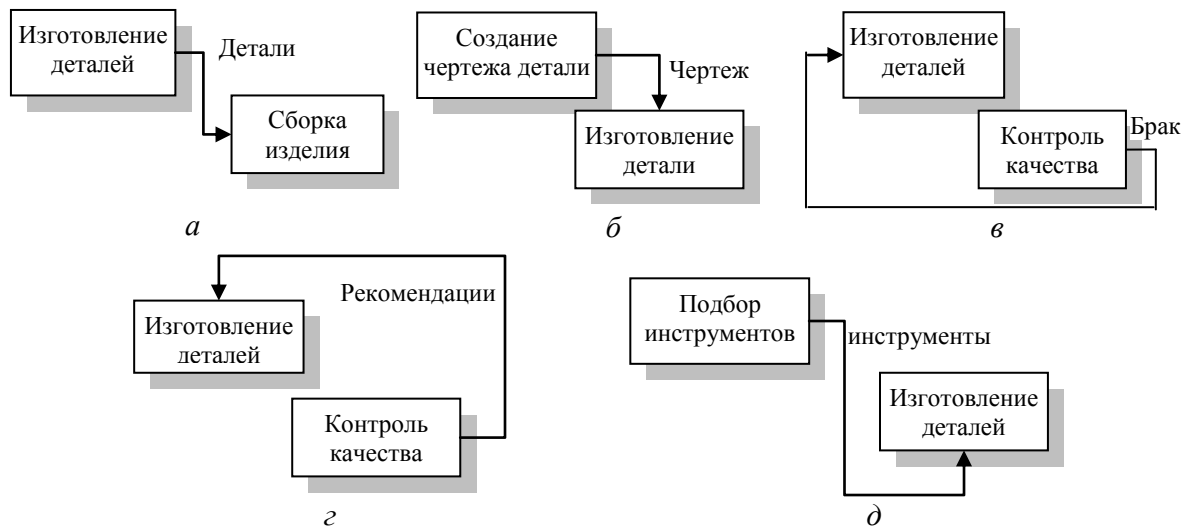 Изготовление
деталей
Детали
Сборка
изделия
а
Создание
чертежа детали
Чертеж
Изготовление
детали
б
Изготовление
деталей
Контроль
качества
Брак
в
Рекомендации
Изготовление
деталей
Контроль
качества
г
Подбор
инструментов
инструменты
Изготовление
деталей
д